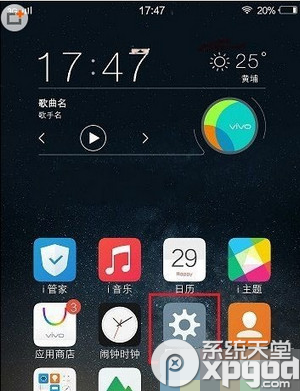 17:47
20%
17:47
25°
黄埔
歌曲名
歌手名
vivo
29
Monday
i 管家
i 音乐
日历
i 主题
vivo
3
应用商店
闹钟时钟
系统天堂
xpgod